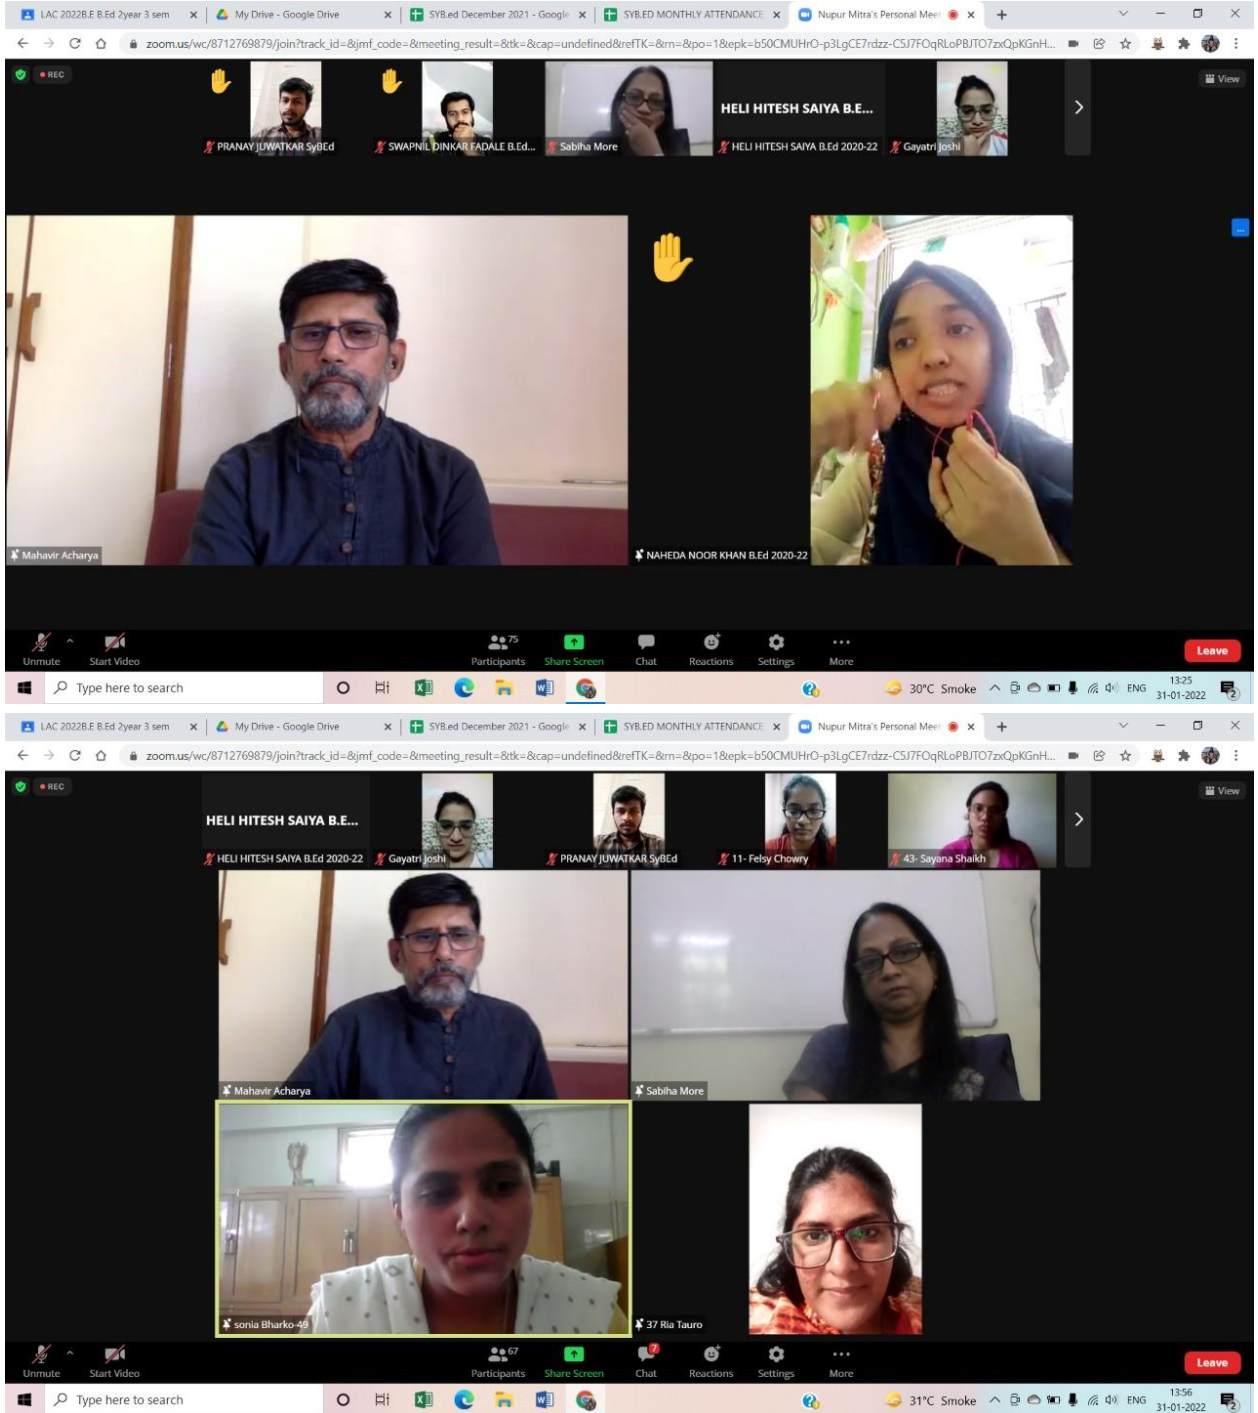 LAC 2022B.E B.Ed 2year 3 sem
My Drive - Google Drive
SYB.ed December 2021 - Google
SYB.ED MONTHLY ATTENDANCE
Nupur Mitra's Personal Meet
zoom.us/wc/8712769879/join?track_id=&jmf_code=&meeting_result=&tk=&cap=undefined&refTK=&rn=&po=1&epk=
REC
View
HELI HITESH SAIYA B.E...
PRANAY JUWATKAR SyBEd
SWAPNIL DINKAR FADALE B.Ed...
Sabiha More
HELI HITESH SAIYA B.Ed 2020-22
Gayatri Joshi
Mahavir Acharya
NAHEDA NOOR KHAN B.Ed 2020-22
75
Unmute
Start Video
Participants
Share Screen
Chat
Reactions
Settings
More
Leave
Type here to search
30°C Smoke
ENG
13:25
31-01-2022
2
LAC 2022B.E B.Ed 2year 3 sem
My Drive - Google Drive
SYB.ed December 2021 - Google
SYB.ED MONTHLY ATTENDANCE
Nupur Mitra's Personal Meet
zoom.us/wc/8712769879/join?track_id=&jmf_code=&meeting_result=&tk=&cap=undefined&refTK=&rn=&po=1&epk=
REC
View
HELI HITESH SAIYA B.E...
HELI HITESH SAIYA B.Ed 2020-22
Gayatri Joshi
PRANAY JUWATKAR SyBEd
11- Felsy Chowry
43- Sayana Shaikh
Mahavir Acharya
Sabiha More
sonia Bharko-49
37 Ria Tauro
67
7
Unmute
Start Video
Participants
Share Screen
Chat
Reactions
Settings
More
Leave
Type here to search
31°C Smoke
ENG
13:56
31-01-2022
2